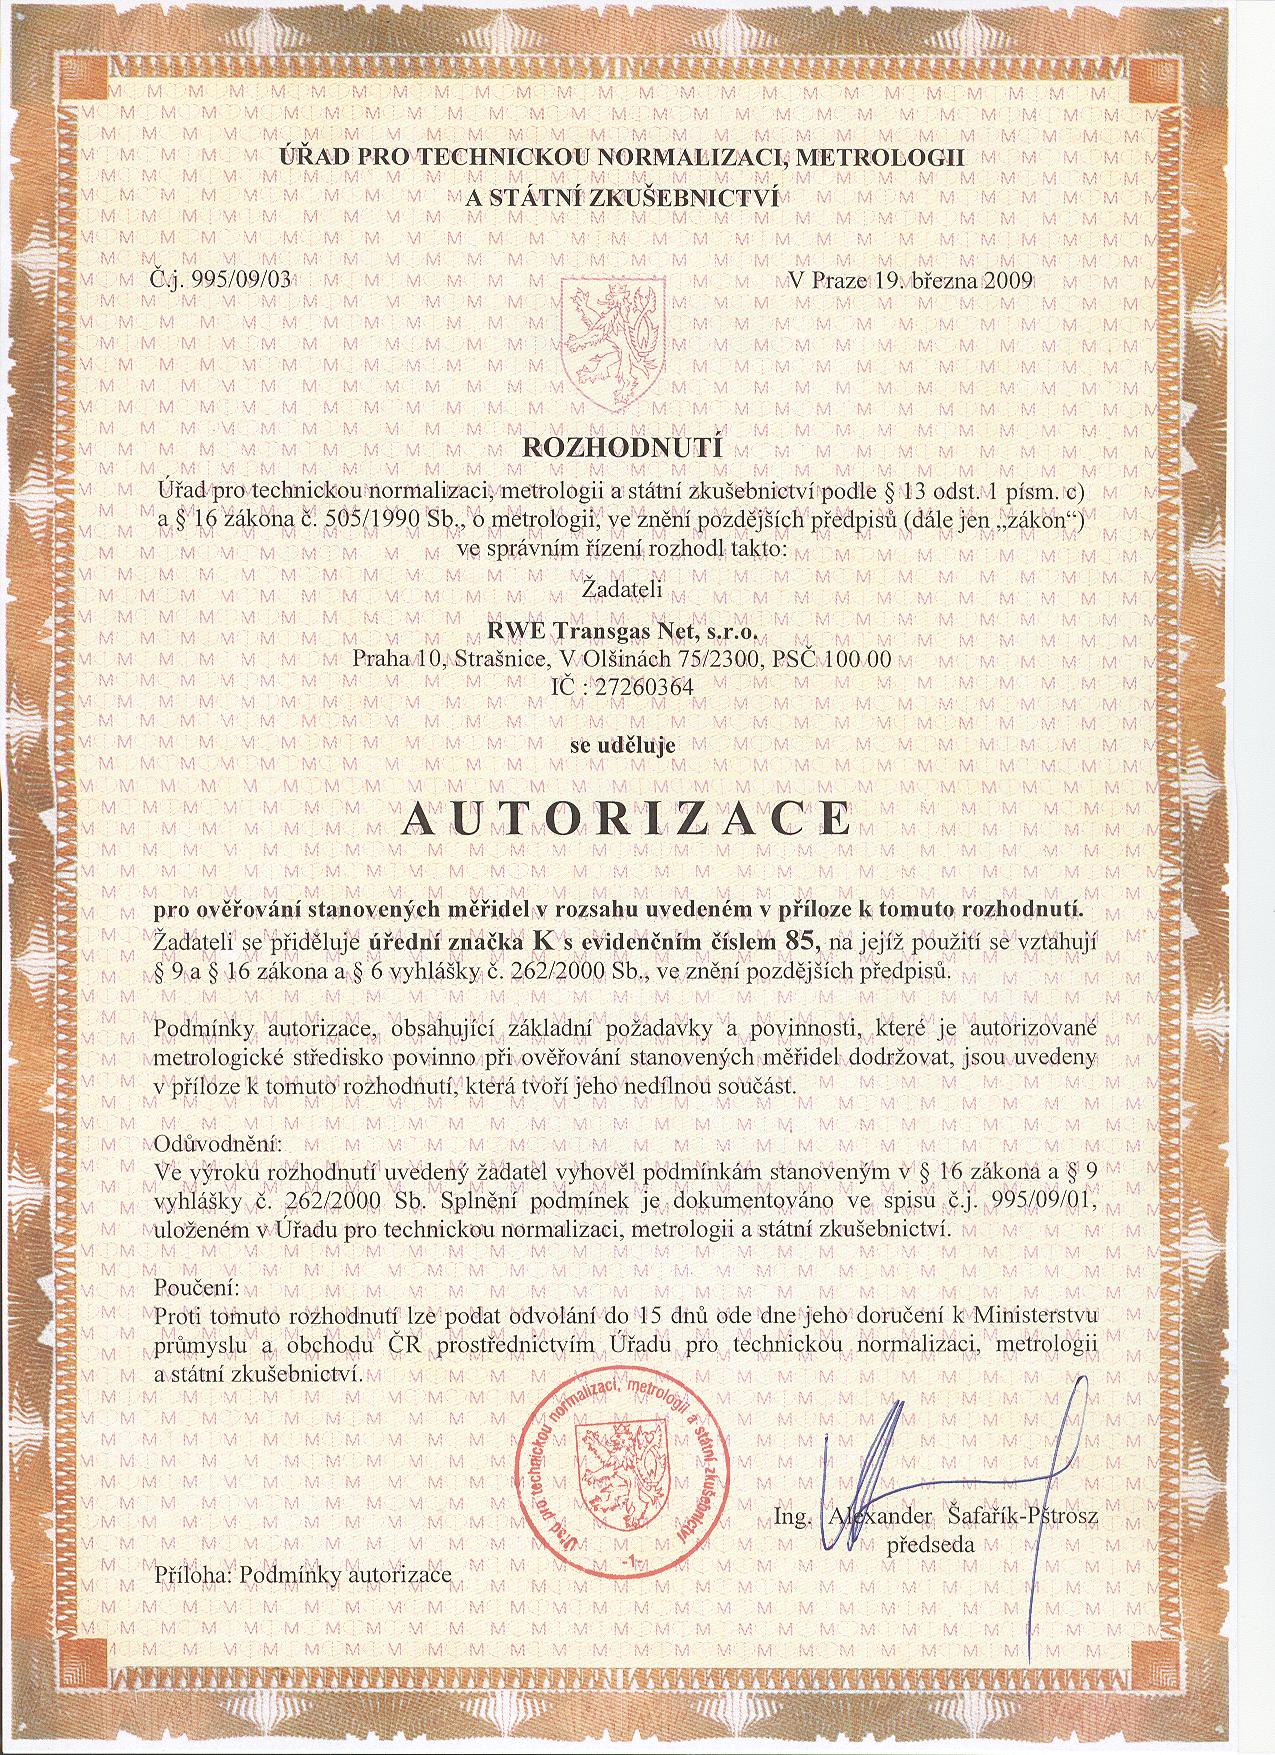 ÚŘAD PRO TECHNICKOU NORMALIZACI, METROLOGII
A STÁTNÍ ZKUŠEBNICTVÍ
Č.j. 995/09/03
V Praze 19. března 2009
ROZHODNUTÍ
Úřad pro technickou normalizaci, metrologii a státní zkušebnictví podle § 13 odst. 1 písm. c)
a § 16 zákona č. 505/1990 Sb., o metrologii, ve znění pozdějších předpisů (dále jen „zákon“)
ve správním řízení rozhodl takto:
Žadateli
RWE Transgas Net, s.r.o.
Praha 10, Strašnice, V Olšinách 75/2300, PSČ 100 00
IČ : 27260364
se uděluje
AUTORIZACE
pro ověřování stanovených měřidel v rozsahu uvedeném v příloze k tomuto rozhodnutí.
Žadateli se přiděluje úřední značka K s evidenčním číslem 85, na jejíž použití se vztahují
§ 9 a § 16 zákona a § 6 vyhlášky č. 262/2000 Sb., ve znění pozdějších předpisů.
Podmínky autorizace, obsahující základní požadavky a povinnosti, které je autorizované
metrologické středisko povinno při ověřování stanovených měřidel dodržovat, jsou uvedeny
v příloze k tomuto rozhodnutí, která tvoří jeho nedílnou součást.
Odůvodnění:
Ve výroku rozhodnutí uvedený žadatel vyhověl podmínkám stanoveným v § 16 zákona a § 9
vyhlášky č. 262/2000 Sb. Splnění podmínek je dokumentováno ve spisu č.j. 995/09/01,
uloženém v Úřadu pro technickou normalizaci, metrologii a státní zkušebnictví.
Poučení:
Proti tomuto rozhodnutí lze podat odvolání do 15 dnů ode dne jeho doručení k Ministerstvu
průmyslu a obchodu ČR prostřednictvím Úřadu pro technickou normalizaci, metrologii
a státní zkušebnictví.
Úřad pro technickou normalizaci, metrologii a státní zkušebnictví
-1-
Ing. Alexander Šafařík-Pštrosz
předseda
Příloha: Podmínky autorizace